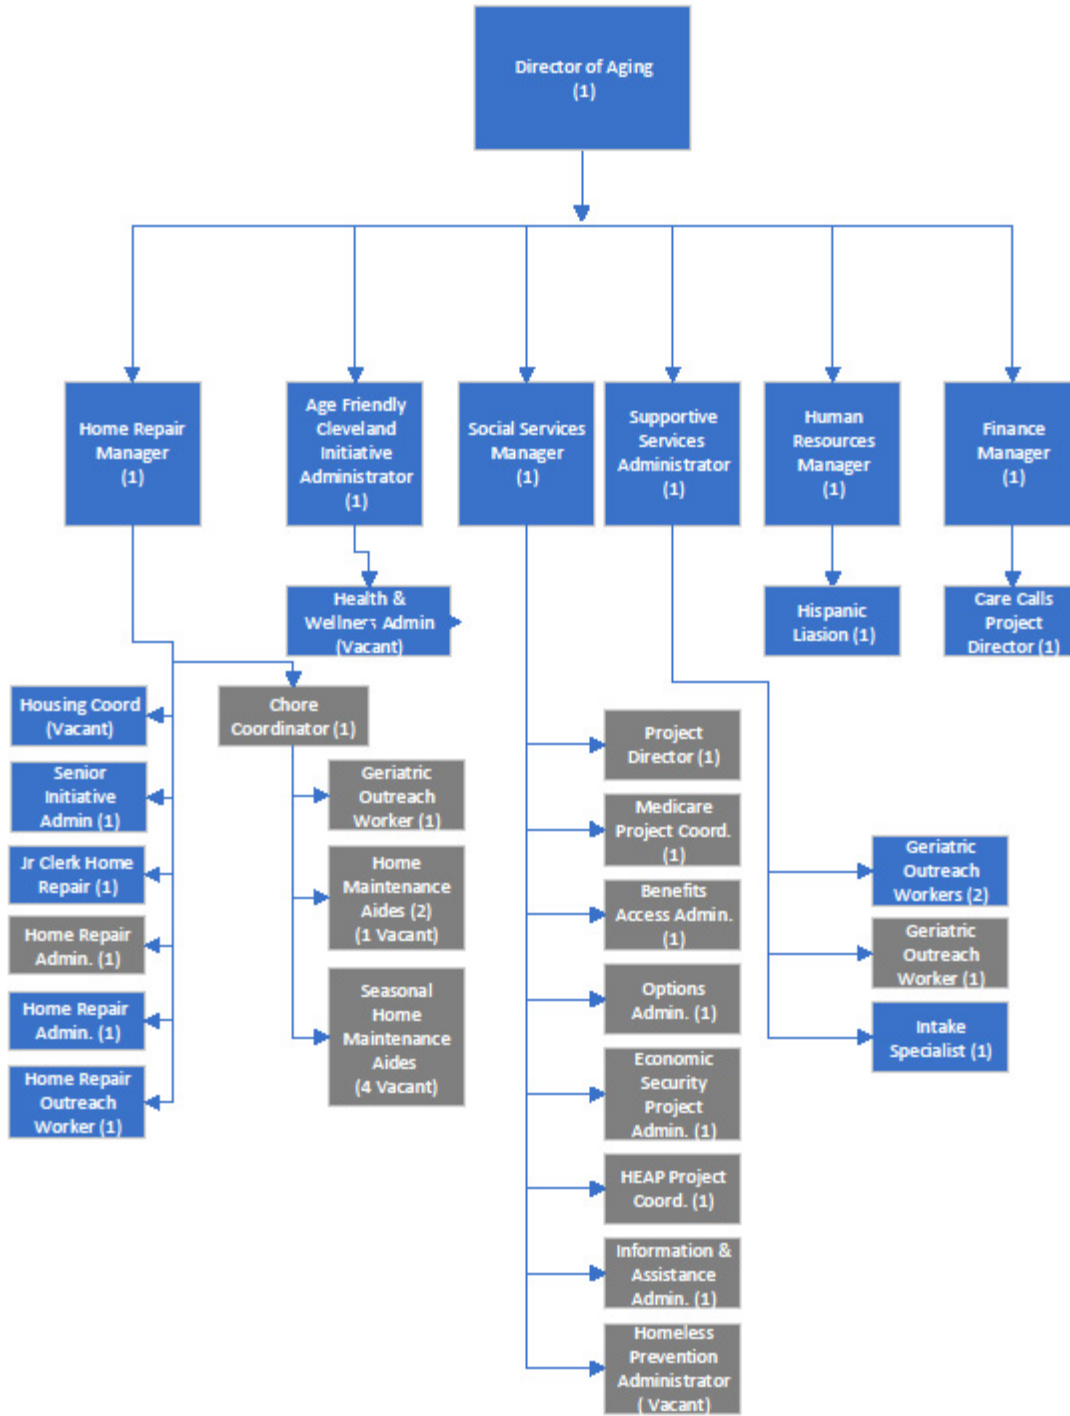 Director of Aging
(1)
Home Repair
Manager
(1)
Age Friendly
Cleveland
Initiative
Administrator
(1)
Social Services
Manager
(1)
Supportive
Services
Administrator
(1)
Human
Resources
Manager
(1)
Finance
Manager
(1)
Health &
Wellness Admin
(Vacant)
Hispanic
Liasion (1)
Care Calls
Project
Director (1)
Housing Coord
(Vacant)
Senior
Initiative
Admin (1)
Jr Clerk Home
Repair (1)
Home Repair
Admin. (1)
Home Repair
Admin. (1)
Home Repair
Outreach
Worker (1)
Chore
Coordinator (1)
Geriatric
Outreach
Worker (1)
Home
Maintenance
Aides (2)
(1 Vacant)
Seasonal
Home
Maintenance
Aides
(4 Vacant)
Project
Director (1)
Medicare
Project Coord.
(1)
Benefits
Access Admin.
(1)
Options
Admin. (1)
Economic
Security
Project
Admin. (1)
HEAP Project
Coord. (1)
Information &
Assistance
Admin. (1)
Homeless
Prevention
Administrator
( Vacant)
Geriatric
Outreach
Workers (2)
Geriatric
Outreach
Worker (1)
Intake
Specialist (1)